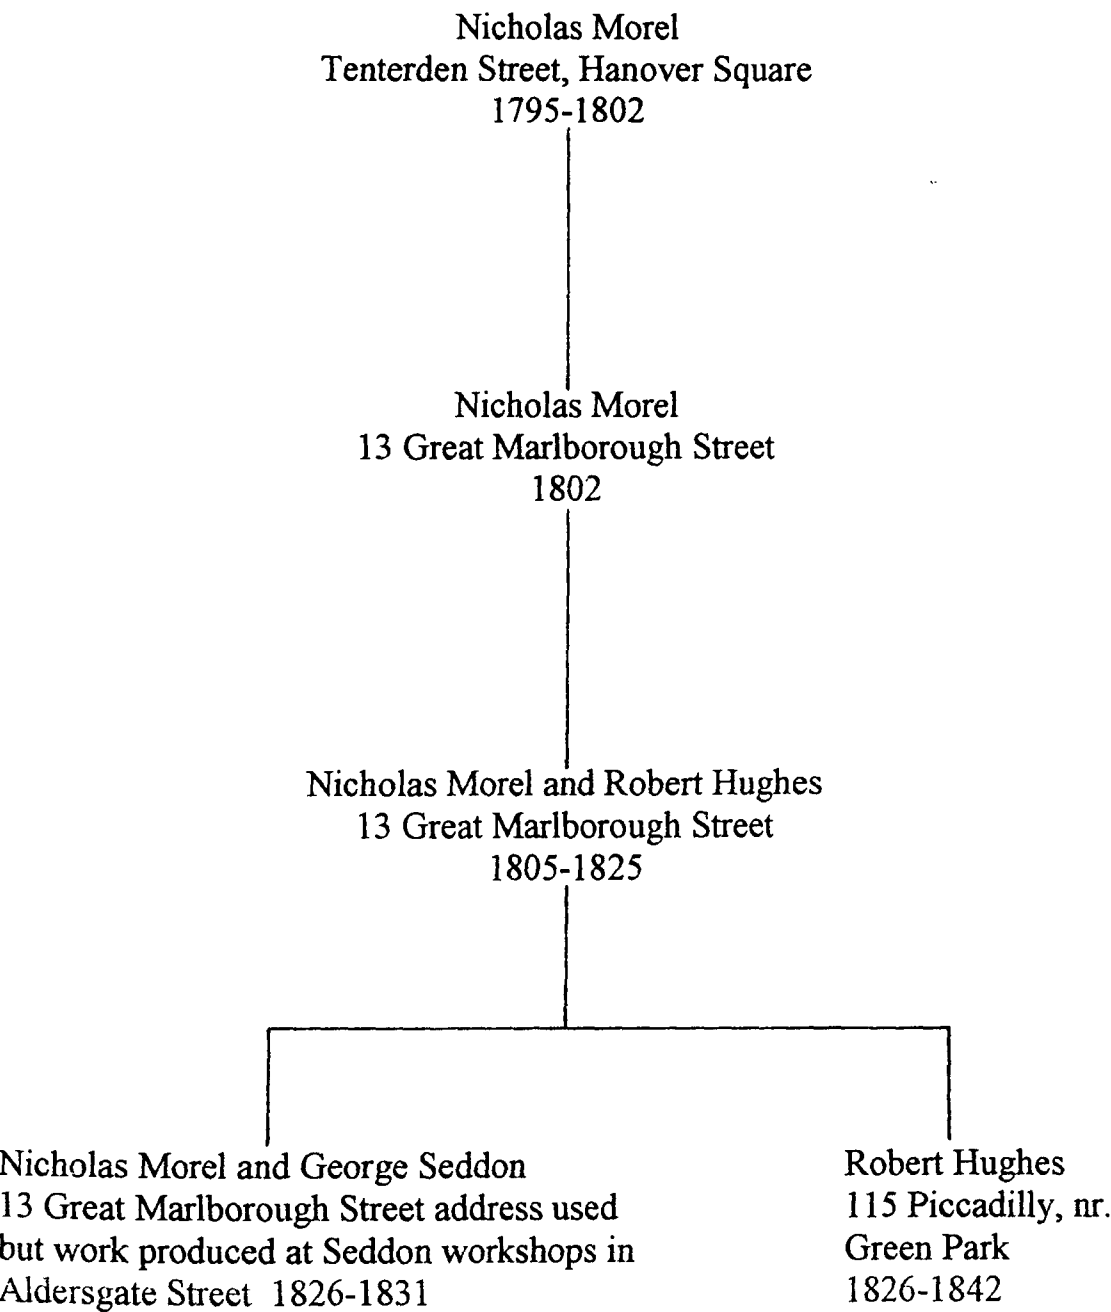 Nicholas Morel
Tenterden Street, Hanover Square
1795-1802
Nicholas Morel
13 Great Marlborough Street
1802
Nicholas Morel and Robert Hughes
13 Great Marlborough Street
1805-1825
Nicholas Morel and George Seddon
13 Great Marlborough Street address used
but work produced at Seddon workshops in
Aldersgate Street 1826-1831
Robert Hughes
115 Piccadilly, nr.
Green Park
1826-1842